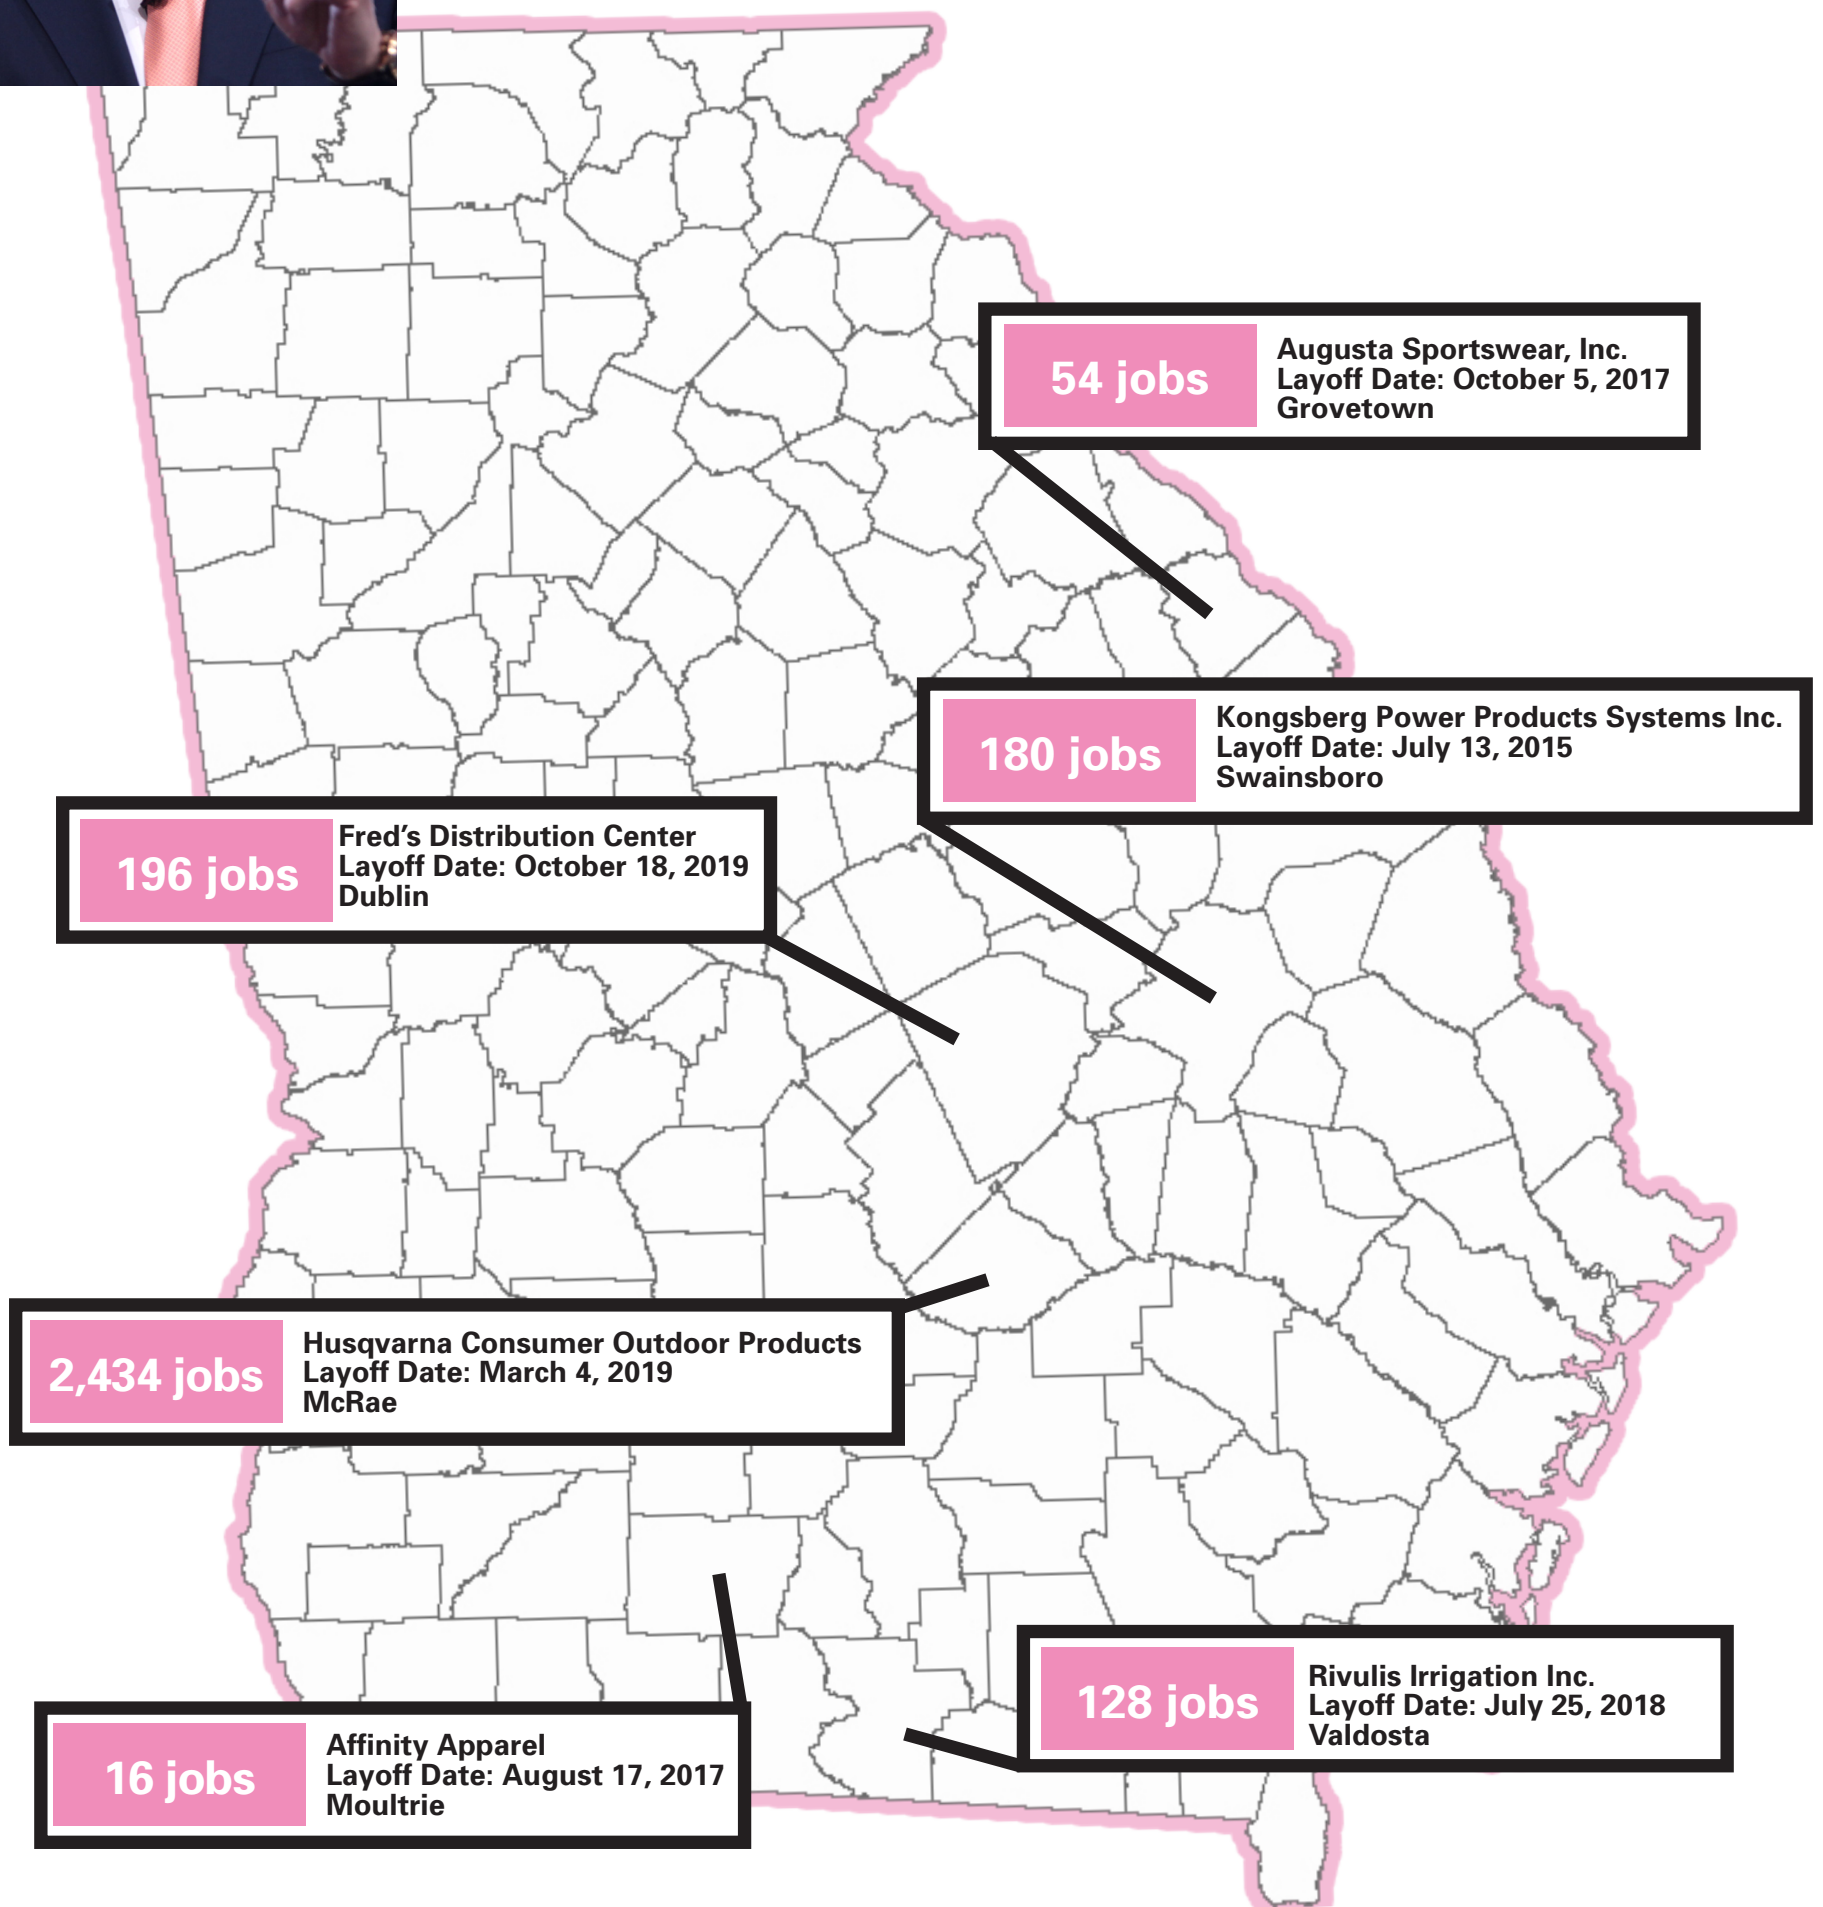 54 jobs
Augusta Sportswear, Inc.
Layoff Date: October 5, 2017
Grovetown
180 jobs
Kongsberg Power Products Systems Inc.
Layoff Date: July 13, 2015
Swainsboro
196 jobs
Fred’s Distribution Center
Layoff Date: October 18, 2019
Dublin
2,434 jobs
Husqvarna Consumer Outdoor Products
Layoff Date: March 4, 2019
McRae
128 jobs
Rivulis Irrigation Inc.
Layoff Date: July 25, 2018
Valdosta
16 jobs
Affinity Apparel
Layoff Date: August 17, 2017
Moultrie